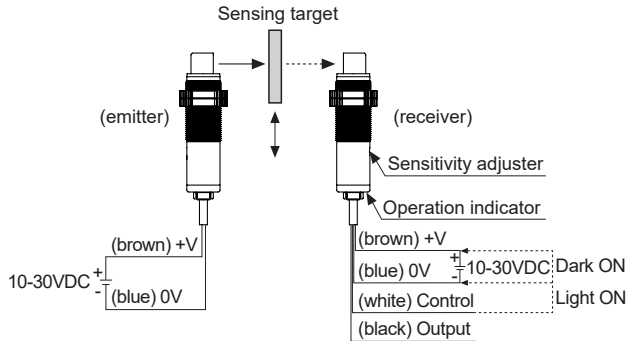 Sensing target
(emitter)
(receiver)
Sensitivity adjuster
Operation indicator
(brown) +V
10-30VDC
+
-
(blue) 0V
(brown) +V
(blue) 0V
+
-
10-30VDC
Dark ON
(white) Control
Light ON
(black) Output